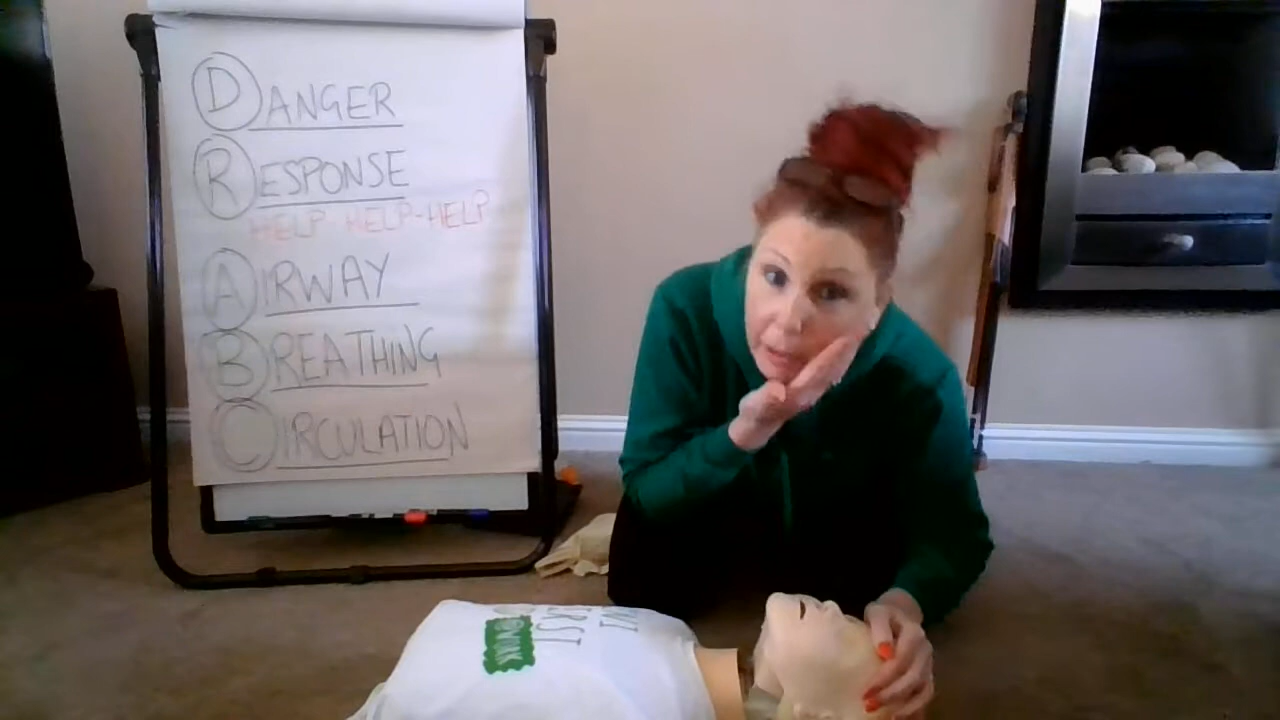 DANGER
RESPONSE
HELP-HELP-HELP
AIRWAY
BREATHING
CIRCULATION